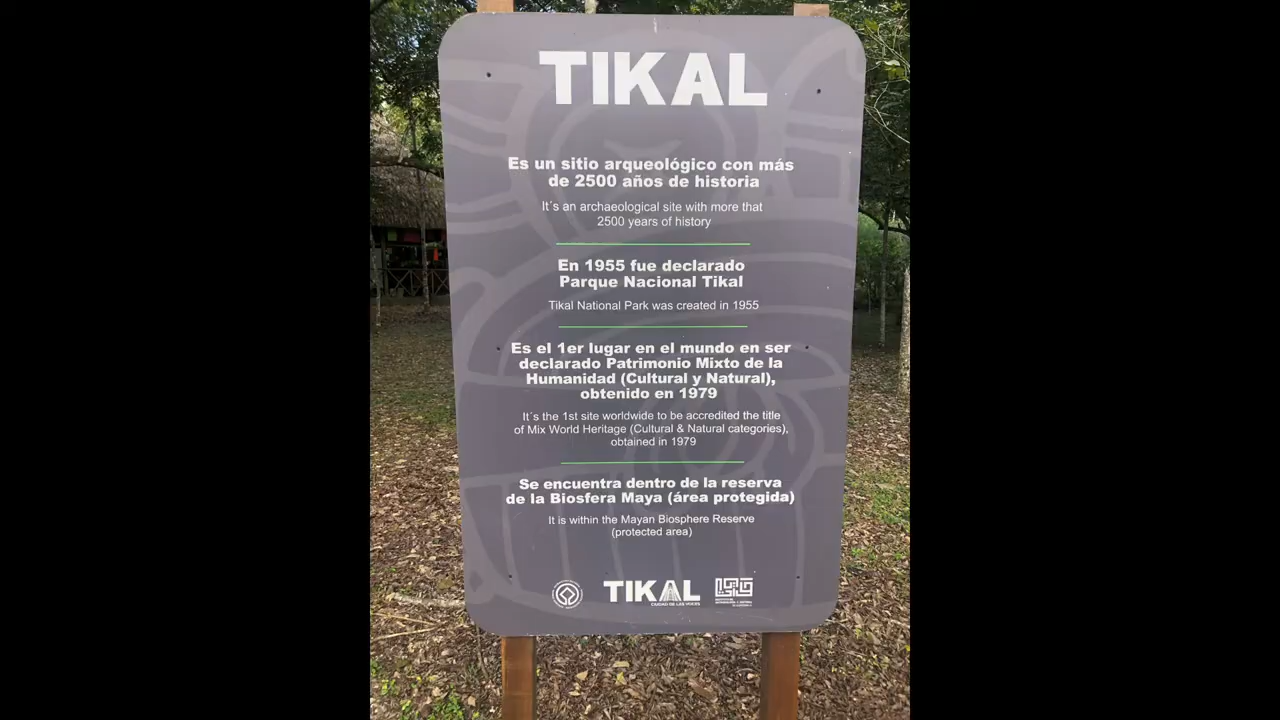 TIKAL
Es un sitio arqueológico con más
de 2500 años de historia
It´s an archaeological site with more that
2500 years of history
En 1955 fue declarado
Parque Nacional Tikal
Tikal National Park was created in 1955
Es el 1er lugar en el mundo en ser
declarado Patrimonio Mixto de la
Humanidad (Cultural y Natural),
obtenido en 1979
It´s the 1st site worldwide to be accredited the title
of Mix World Heritage (Cultural & Natural categories),
obtained in 1979
Se encuentra dentro de la reserva
de la Biosfera Maya (área protegida)
It is within the Mayan Biosphere Reserve
(protected area)
TIKAL
CIUDAD DE LAS VOCES